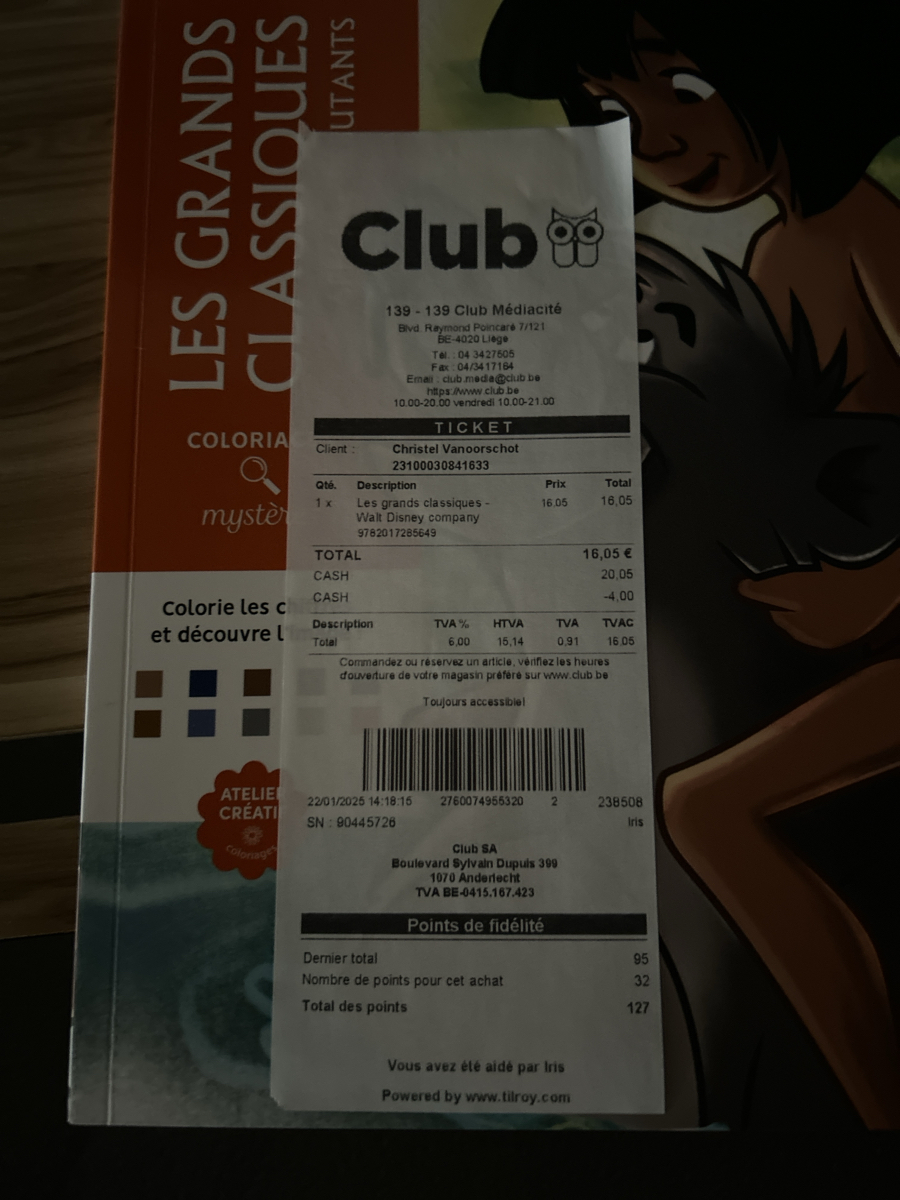 LES GRANDS
CLASSIQUES
UTANTS
COLORIA
mystèr
Colorie les c
et découvre l'
ATELIER
CRÉATI
coloriages
Club
139 - 139 Club Médiacité
Blvd. Raymond Poincaré 7/121
BE-4020 Liège
Tél. : 04 3427605
Fax : 04/3417164
Email : club.media@club.be
https://www.club.be
10.00-20.00 vendredi 10.00-21.00
TICKET
Client : Christel Vanoorschot
23100030841633
Qté. Description Prix Total
1 x Les grands classiques - 16,05 16,05
Walt Disney company
9782017285649
TOTAL 16,05 €
CASH 20,05
CASH -4,00
Description TVA % HTVA TVA TVAC
Total 6,00 15,14 0,91 16,05
Commandez ou réservez un article, vérifiez les heures
d'ouverture de votre magasin préféré sur www.club.be
Toujours accessible!
22/01/2025 14:18:15 2760074955320 2 238508
SN : 90445726 Iris
Club SA
Boulevard Sylvain Dupuis 399
1070 Anderlecht
TVA BE-0415.167.423
Points de fidélité
Dernier total 95
Nombre de points pour cet achat 32
Total des points 127
Vous avez été aidé par Iris
Powered by www.tilroy.com